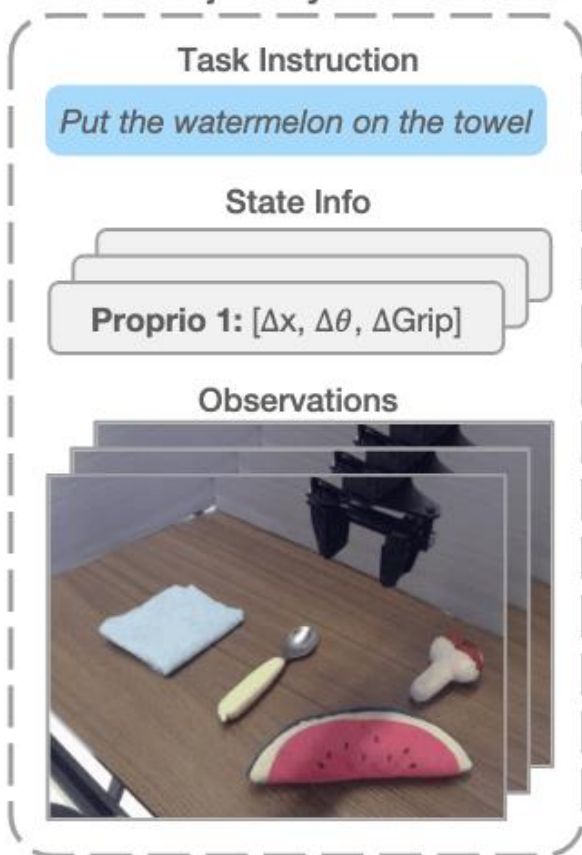 Task Instruction
Put the watermelon on the towel
State Info
Proprio 1: [Δx, Δθ, ΔGrip]
Observations